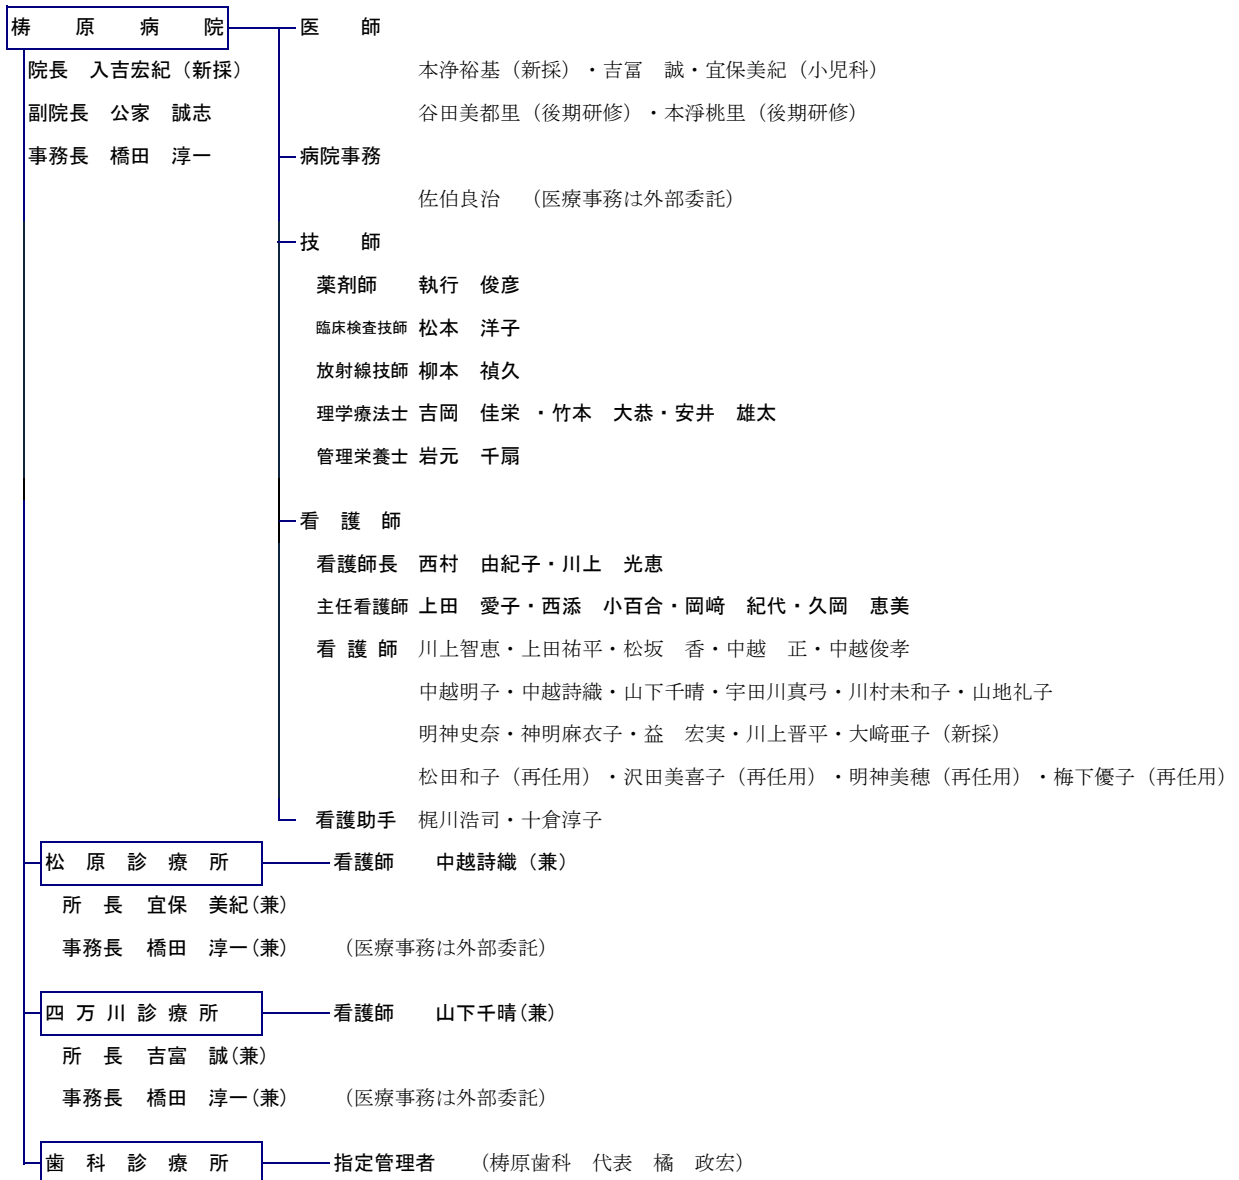 梼　原　病　院　医　師
院長　入吉宏紀（新採）　本浄裕基（新採）・吉冨　誠・宜保美紀（小児科）
副院長　公家　誠志　谷田美都里（後期研修）・本淨桃里（後期研修）
事務長　橋田　淳一　病院事務
佐伯良治　（医療事務は外部委託）
技　師
薬剤師　執行　俊彦
臨床検査技師　松本　洋子
放射線技師　柳本　禎久
理学療法士　吉岡　佳栄　・竹本　大恭・安井　雄太
管理栄養士　岩元　千扇
看　護　師
看護師長　西村　由紀子・川上　光恵
主任看護師　上田　愛子・西添　小百合・岡﨑　紀代・久岡　恵美
看　護　師　川上智恵・上田祐平・松坂　香・中越　正・中越俊孝
中越明子・中越詩織・山下千晴・宇田川真弓・川村未和子・山地礼子
明神史奈・神明麻衣子・益　宏実・川上晋平・大﨑亜子（新採）
松田和子（再任用）・沢田美喜子（再任用）・明神美穂（再任用）・梅下優子（再任用）
看護助手　梶川浩司・十倉淳子
松　原　診　療　所　看護師　中越詩織（兼）
所　長　宜保　美紀（兼）
事務長　橋田　淳一（兼）　（医療事務は外部委託）
四　万　川　診　療　所　看護師　山下千晴（兼）
所　長　吉富　誠（兼）
事務長　橋田　淳一（兼）　（医療事務は外部委託）
歯　科　診　療　所　指定管理者　（梼原歯科　代表　橘　政宏）